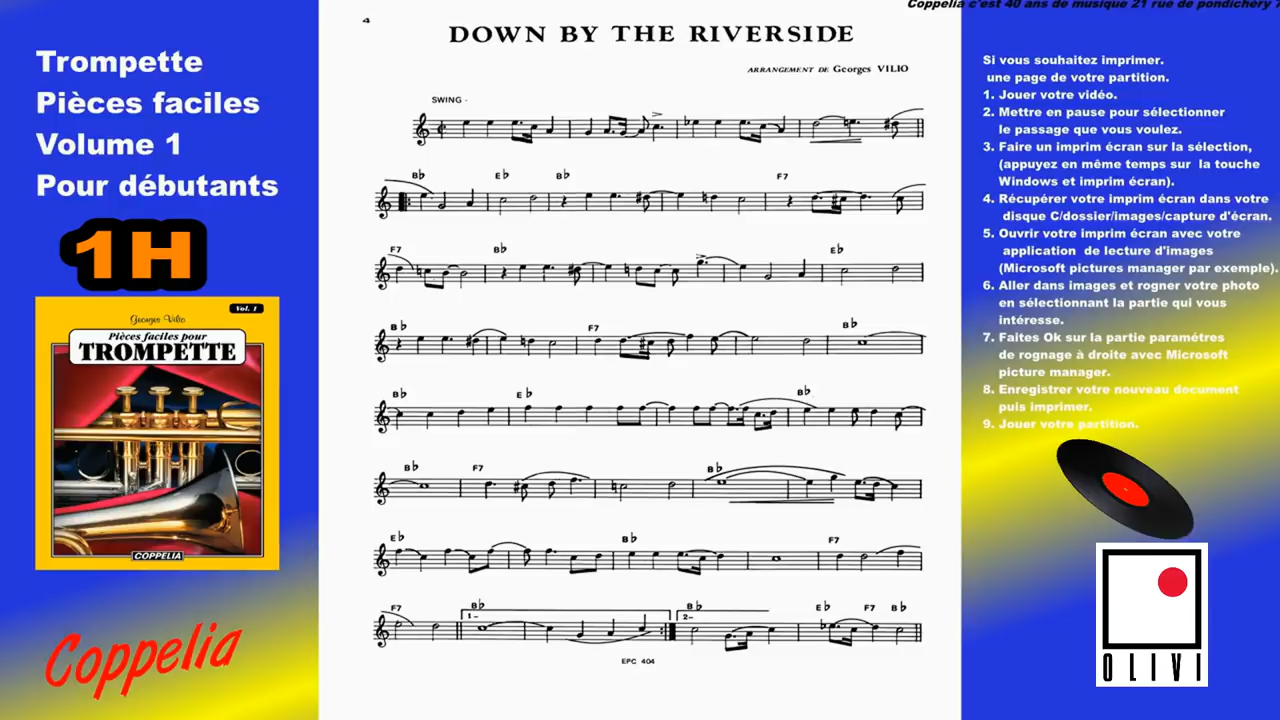 Coppelia c'est 40 ans de musique 21 rue de pondichéry 7
Trompette
Pièces faciles
Volume 1
Pour débutants
1H
Vol. 1
Georges Vilio
Pièces faciles pour
TROMPETTE
COPPELIA
Coppelia
4
DOWN BY THE RIVERSIDE
ARRANGEMENT DE Georges VILIO
SWING -
B♭ E♭ B♭ F7
F7 B♭ E♭
B♭ F7 B♭
B♭ E♭ B♭
B♭ F7 B♭
E♭ B♭ F7
F7 B♭ B♭ E♭ F7 B♭
1- 2-
EPC 404
Si vous souhaitez imprimer.
une page de votre partition.
1. Jouer votre vidéo.
2. Mettre en pause pour sélectionner
le passage que vous voulez.
3. Faire un imprim écran sur la sélection,
(appuyez en même temps sur la touche
Windows et imprim écran).
4. Récupérer votre imprim écran dans votre
disque C/dossier/images/capture d'écran.
5. Ouvrir votre imprim écran avec votre
application de lecture d'images
(Microsoft pictures manager par exemple).
6. Aller dans images et rogner votre photo
en sélectionnant la partie qui vous
intéresse.
7. Faites Ok sur la partie paramétres
de rognage à droite avec Microsoft
picture manager.
8. Enregistrer votre nouveau document
puis imprimer.
9. Jouer votre partition.
OLIVI